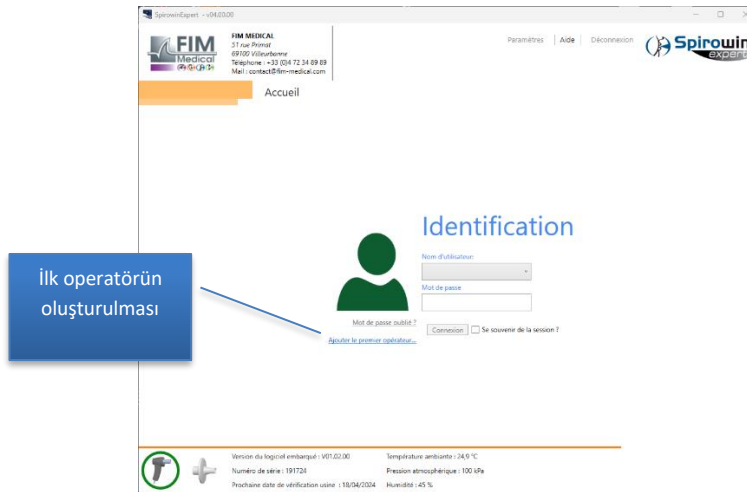 SpirowinExpert - v04.00.00
FIM MEDICAL
51 rue Primat
69100 Villeurbanne
Téléphone : +33 (0)4 72 34 89 89
Mail : contact@fim-medical.com
FIM
Medical
Paramètres | Aide | Déconnexion
Spirowin
expert
Accueil
Identification
Nom d'utilisateur
Mot de passe
İlk operatörün
oluşturulması
Mot de passe oublié ?
Connexion Se souvenir de la session ?
Ajouter le premier opérateur...
Version du logiciel embarqué : V01.02.00 Température ambiante : 24,9 °C
Numéro de série : 191724 Pression atmosphérique : 100 kPa
Prochaine date de vérification usine : 18/04/2024 Humidité : 45 %